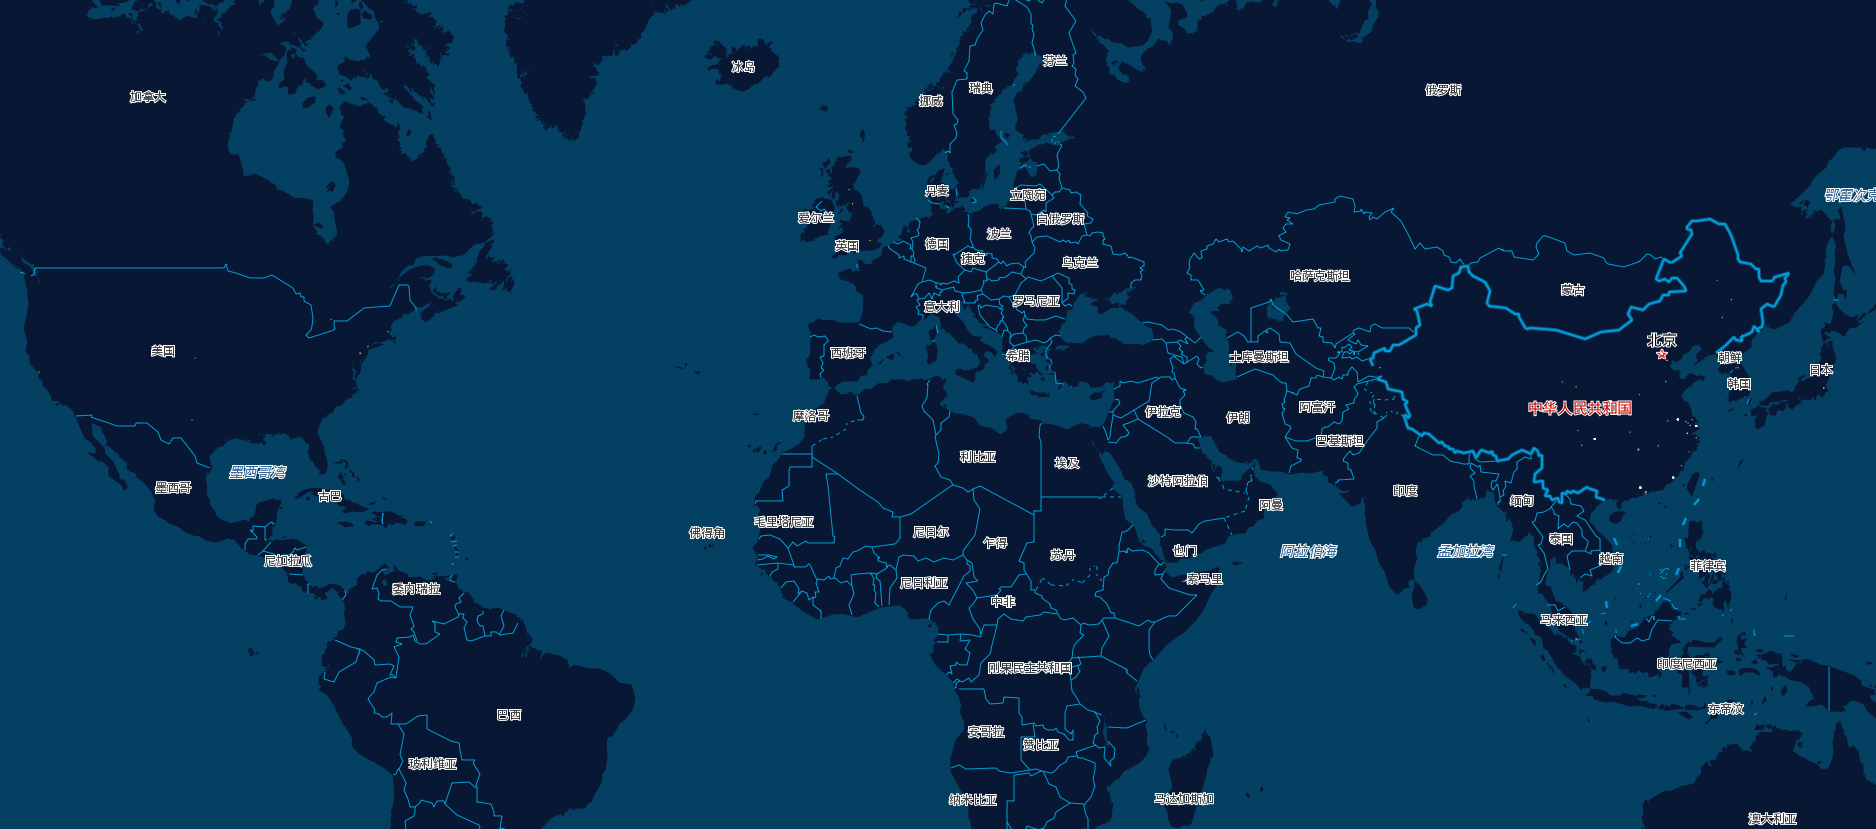 冰岛
芬兰
瑞典
俄罗斯
加拿大
挪威
丹麦
立陶宛
鄂霍次克
爱尔兰
白俄罗斯
波兰
英国
德国
捷克
乌克兰
哈萨克斯坦
蒙古
罗马尼亚
意大利
北京
美国
西班牙
希腊
土库曼斯坦
朝鲜
日本
韩国
摩洛哥
伊拉克
伊朗
阿富汗
中华人民共和国
巴基斯坦
利比亚
埃及
墨西哥湾
沙特阿拉伯
墨西哥
古巴
印度
缅甸
阿曼
毛里塔尼亚
佛得角
尼日尔
乍得
苏丹
也门
阿拉伯海
孟加拉湾
泰国
越南
尼加拉瓜
菲律宾
索马里
尼日利亚
委内瑞拉
中非
马来西亚
刚果民主共和国
印度尼西亚
东帝汶
巴西
安哥拉
赞比亚
玻利维亚
纳米比亚
马达加斯加
澳大利亚